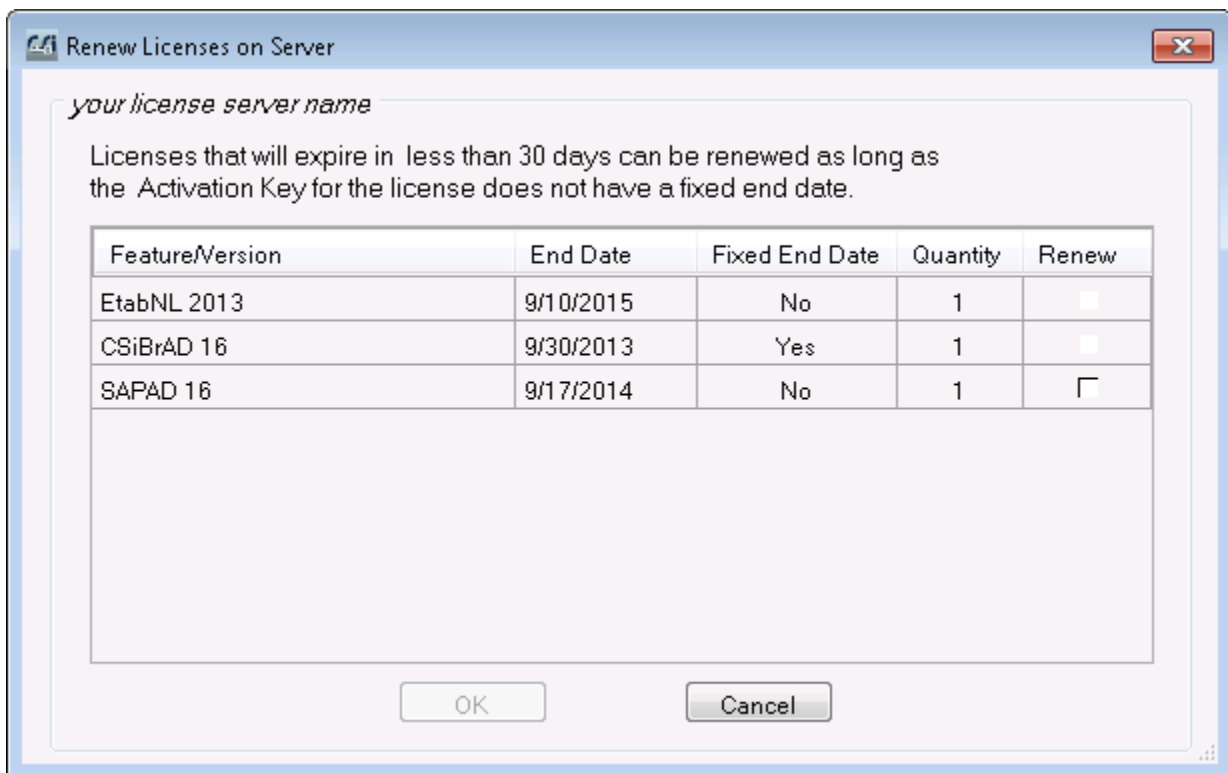 Renew Licenses on Server
your license server name
Licenses that will expire in less than 30 days can be renewed as long as
the Activation Key for the license does not have a fixed end date.
Feature/Version End Date Fixed End Date Quantity Renew
EtabNL 2013 9/10/2015 No 1
CSiBrAD 16 9/30/2013 Yes 1
SAPAD 16 9/17/2014 No 1
OK Cancel